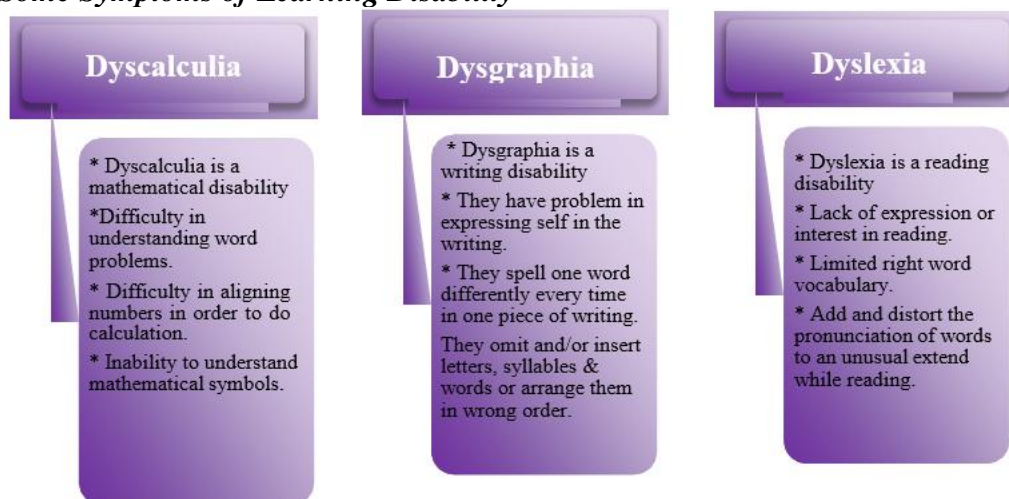 Some Symptoms of Learning Disability
Dyscalculia
* Dyscalculia is a
mathematical disability
*Difficulty in
understanding word
problems.
* Difficulty in aligning
numbers in order to do
calculation.
* Inability to understand
mathematical symbols.
Dysgraphia
* Dysgraphia is a
writing disability
* They have problem in
expressing self in the
writing.
* They spell one word
differently every time
in one piece of writing.
They omit and/or insert
letters, syllables &
words or arrange them
in wrong order.
Dyslexia
* Dyslexia is a reading
disability
* Lack of expression or
interest in reading.
* Limited right word
vocabulary.
* Add and distort the
pronunciation of words
to an unusual extend
while reading.